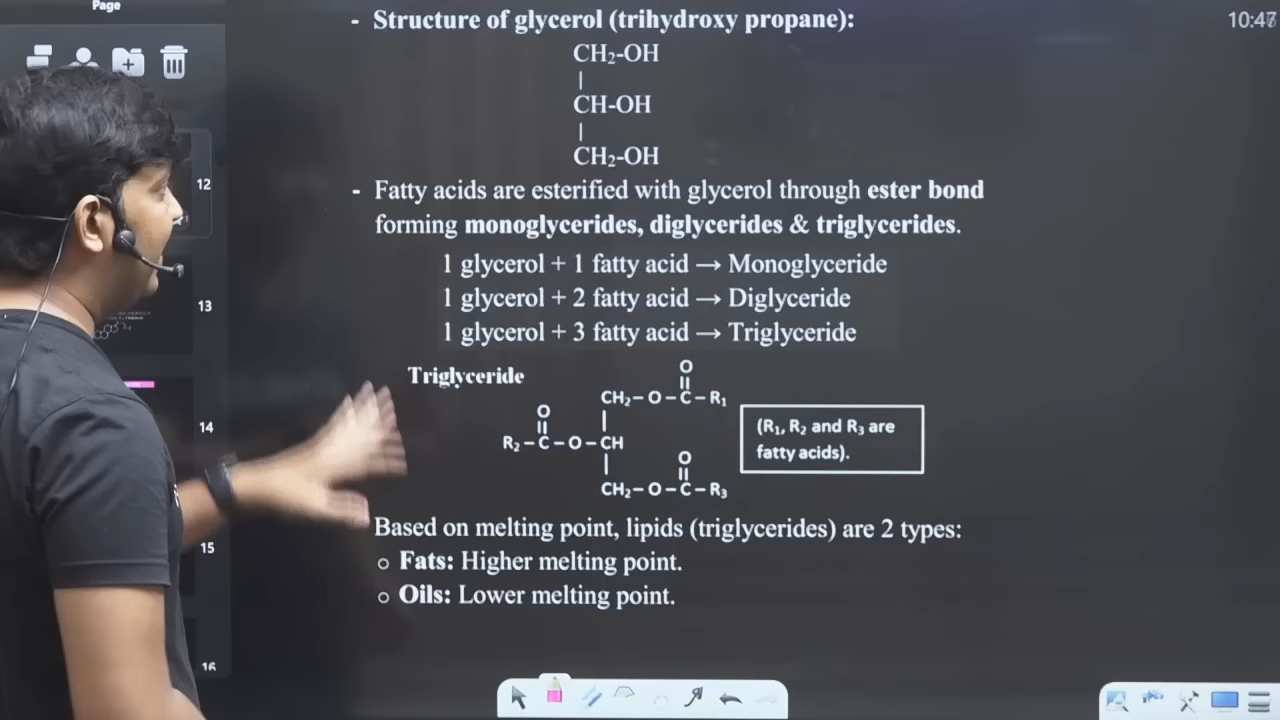 Page
10:47
- Structure of glycerol (trihydroxy propane):
CH₂-OH
|
CH-OH
|
CH₂-OH
12
- Fatty acids are esterified with glycerol through ester bond
forming monoglycerides, diglycerides & triglycerides.
1 glycerol + 1 fatty acid → Monoglyceride
1 glycerol + 2 fatty acid → Diglyceride
13
1 glycerol + 3 fatty acid → Triglyceride
Triglyceride
O
CH₂–O–C–R₁
O
R₂–C–O–CH
(R₁, R₂ and R₃ are
fatty acids).
14
O
CH₂–O–C–R₃
Based on melting point, lipids (triglycerides) are 2 types:
15
o Fats: Higher melting point.
o Oils: Lower melting point.
16